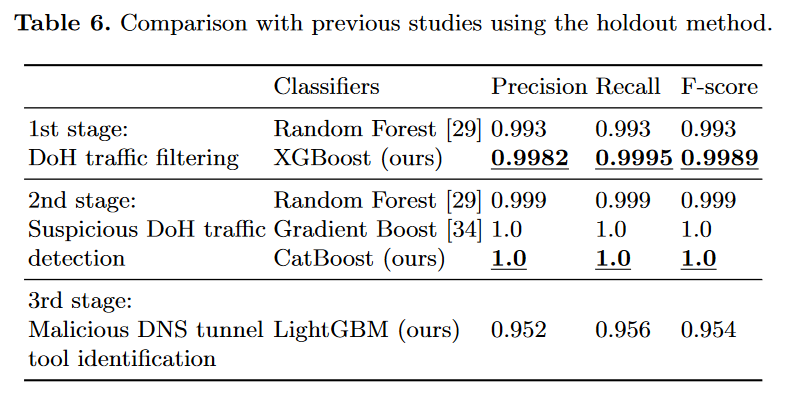 Table 6. Comparison with previous studies using the holdout method.
Classifiers Precision Recall F-score
1st stage: Random Forest [29] 0.993 0.993 0.993
DoH traffic filtering XGBoost (ours) 0.9982 0.9995 0.9989
2nd stage: Random Forest [29] 0.999 0.999 0.999
Suspicious DoH traffic Gradient Boost [34] 1.0 1.0 1.0
detection CatBoost (ours) 1.0 1.0 1.0
3rd stage:
Malicious DNS tunnel LightGBM (ours) 0.952 0.956 0.954
tool identification